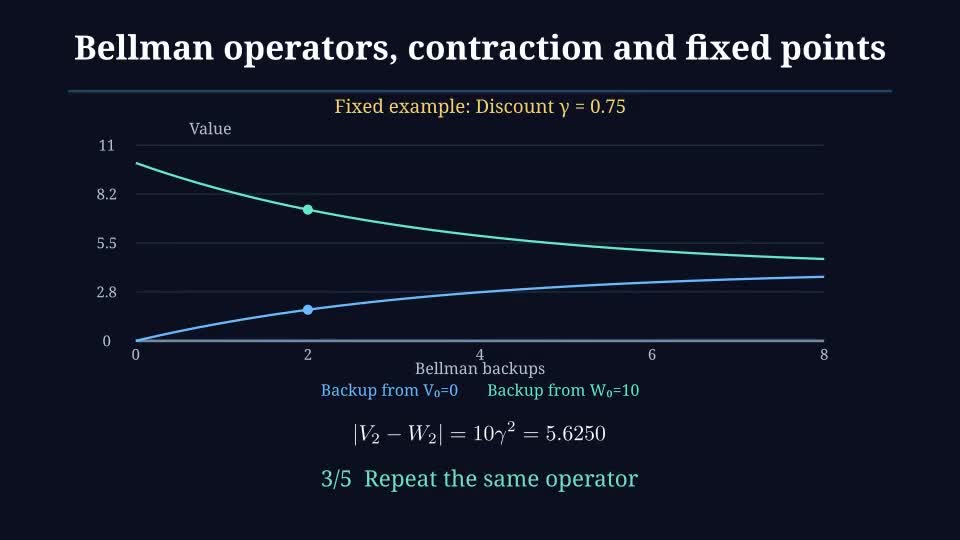 Bellman operators, contraction and fixed points
Fixed example: Discount γ = 0.75
Value
11
8.2
5.5
2.8
0
0 2 4 6 8
Bellman backups
Backup from V₀=0 Backup from W₀=10
|V₂ − W₂| = 10γ² = 5.6250
3/5 Repeat the same operator